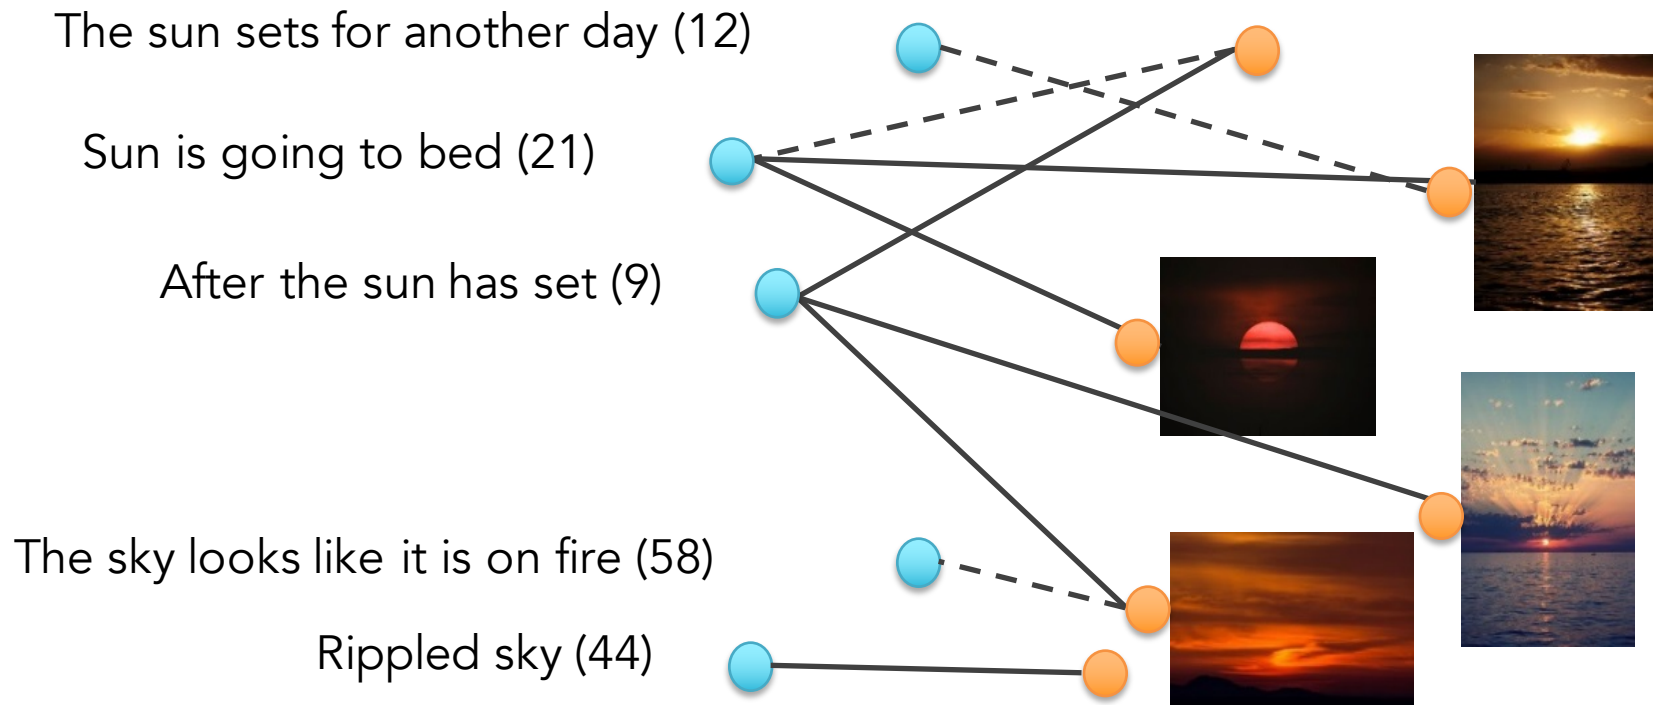 The sun sets for another day (12)
Sun is going to bed (21)
After the sun has set (9)
The sky looks like it is on fire (58)
Rippled sky (44)